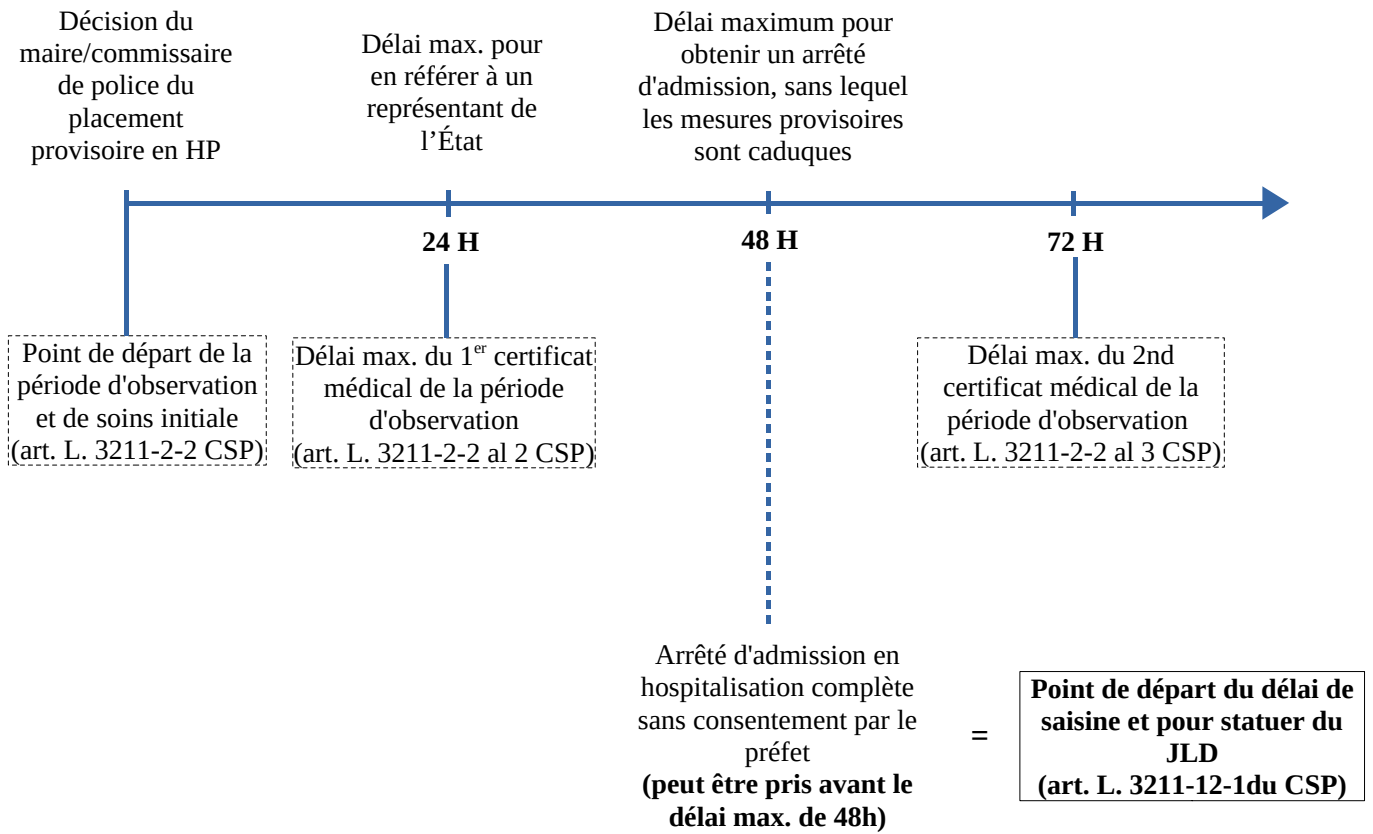 Décision du
maire/commissaire
de police du
placement
provisoire en HP
Délai max. pour
en référer à un
représentant de
l’État
Délai maximum pour
obtenir un arrêté
d'admission, sans lequel
les mesures provisoires
sont caduques
24 H
48 H
72 H
Point de départ de la
période d'observation
et de soins initiale
(art. L. 3211-2-2 CSP)
Délai max. du 1er certificat
médical de la période
d'observation
(art. L. 3211-2-2 al 2 CSP)
Délai max. du 2nd
certificat médical de la
période d'observation
(art. L. 3211-2-2 al 3 CSP)
Arrêté d'admission en
hospitalisation complète
sans consentement par le
préfet
(peut être pris avant le
délai max. de 48h)
=
Point de départ du délai de
saisine et pour statuer du
JLD
(art. L. 3211-12-1du CSP)